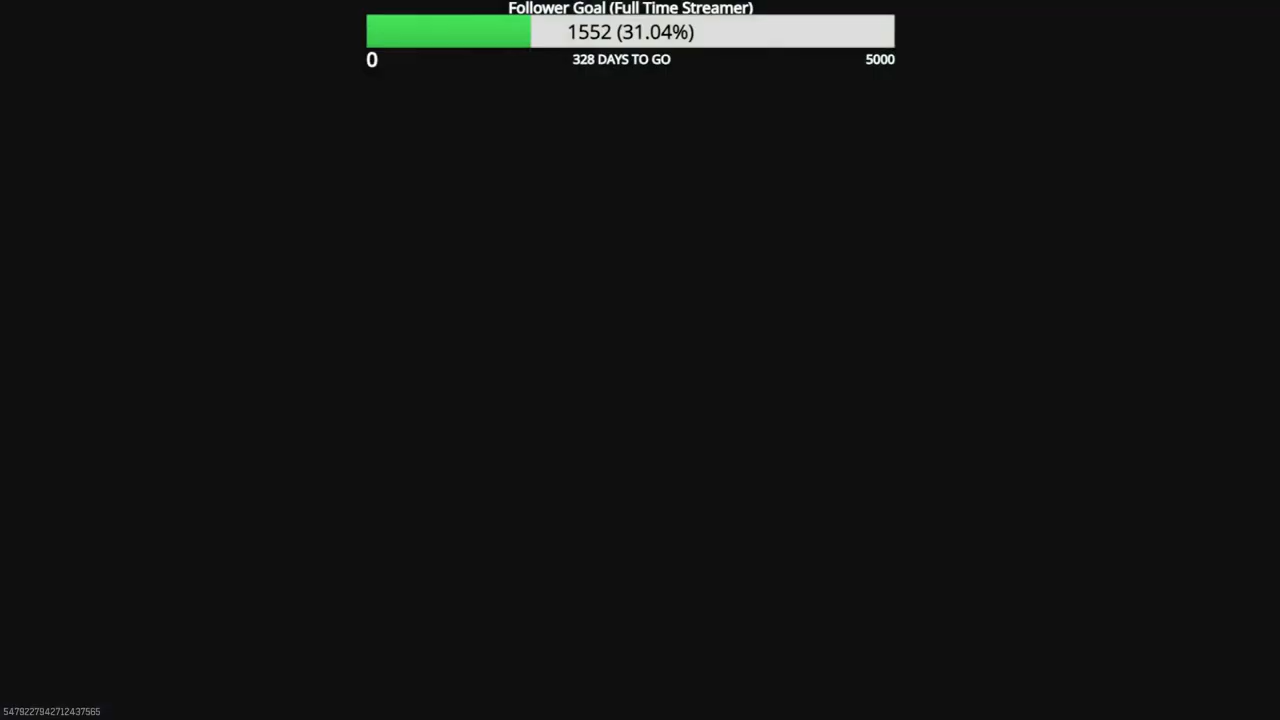 Follower Goal (Full Time Streamer)
1552 (31.04%)
0 328 DAYS TO GO 5000
5479227942712437565